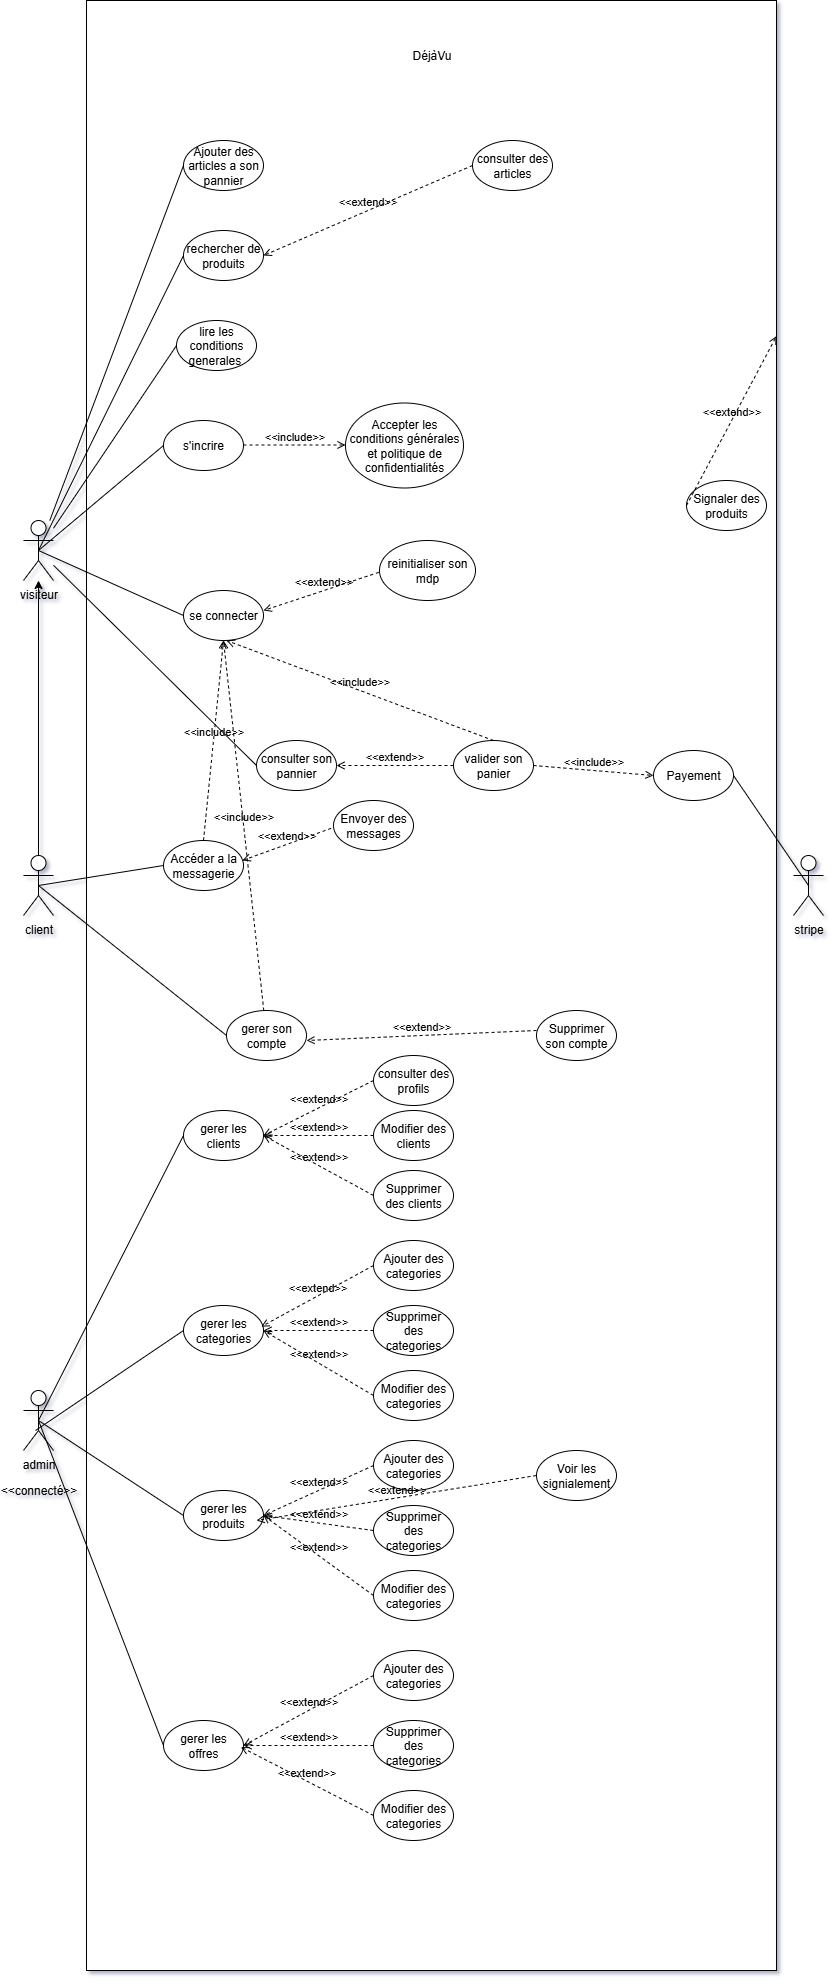 DéjàVu
Ajouter des
articles a son
pannier
consulter des
articles
<<extend>>
rechercher de
produits
lire les
conditions
generales
<<extend>>
s'incrire
<<include>>
Accepter les
conditions générales
et politique de
confidentialités
Signaler des
produits
visiteur
reinitialiser son
mdp
<<extend>>
se connecter
<<include>>
<<include>>
consulter son
pannier
<<extend>>
valider son
panier
<<include>>
Payement
<<include>>
Envoyer des
messages
<<extend>>
Accéder a la
messagerie
client
stripe
gerer son
compte
<<extend>>
Supprimer
son compte
consulter des
profils
<<extend>>
gerer les
clients
<<extend>>
Modifier des
clients
<<extend>>
Supprimer
des clients
Ajouter des
categories
<<extend>>
gerer les
categories
<<extend>>
Supprimer
des
categories
<<extend>>
Modifier des
categories
admin
<<connecté>>
Ajouter des
categories
<<extend>>
<<extend>>
Voir les
signialement
gerer les
produits
<<extend>>
Supprimer
des
categories
<<extend>>
Modifier des
categories
Ajouter des
categories
<<extend>>
gerer les
offres
<<extend>>
Supprimer
des
categories
<<extend>>
Modifier des
categories